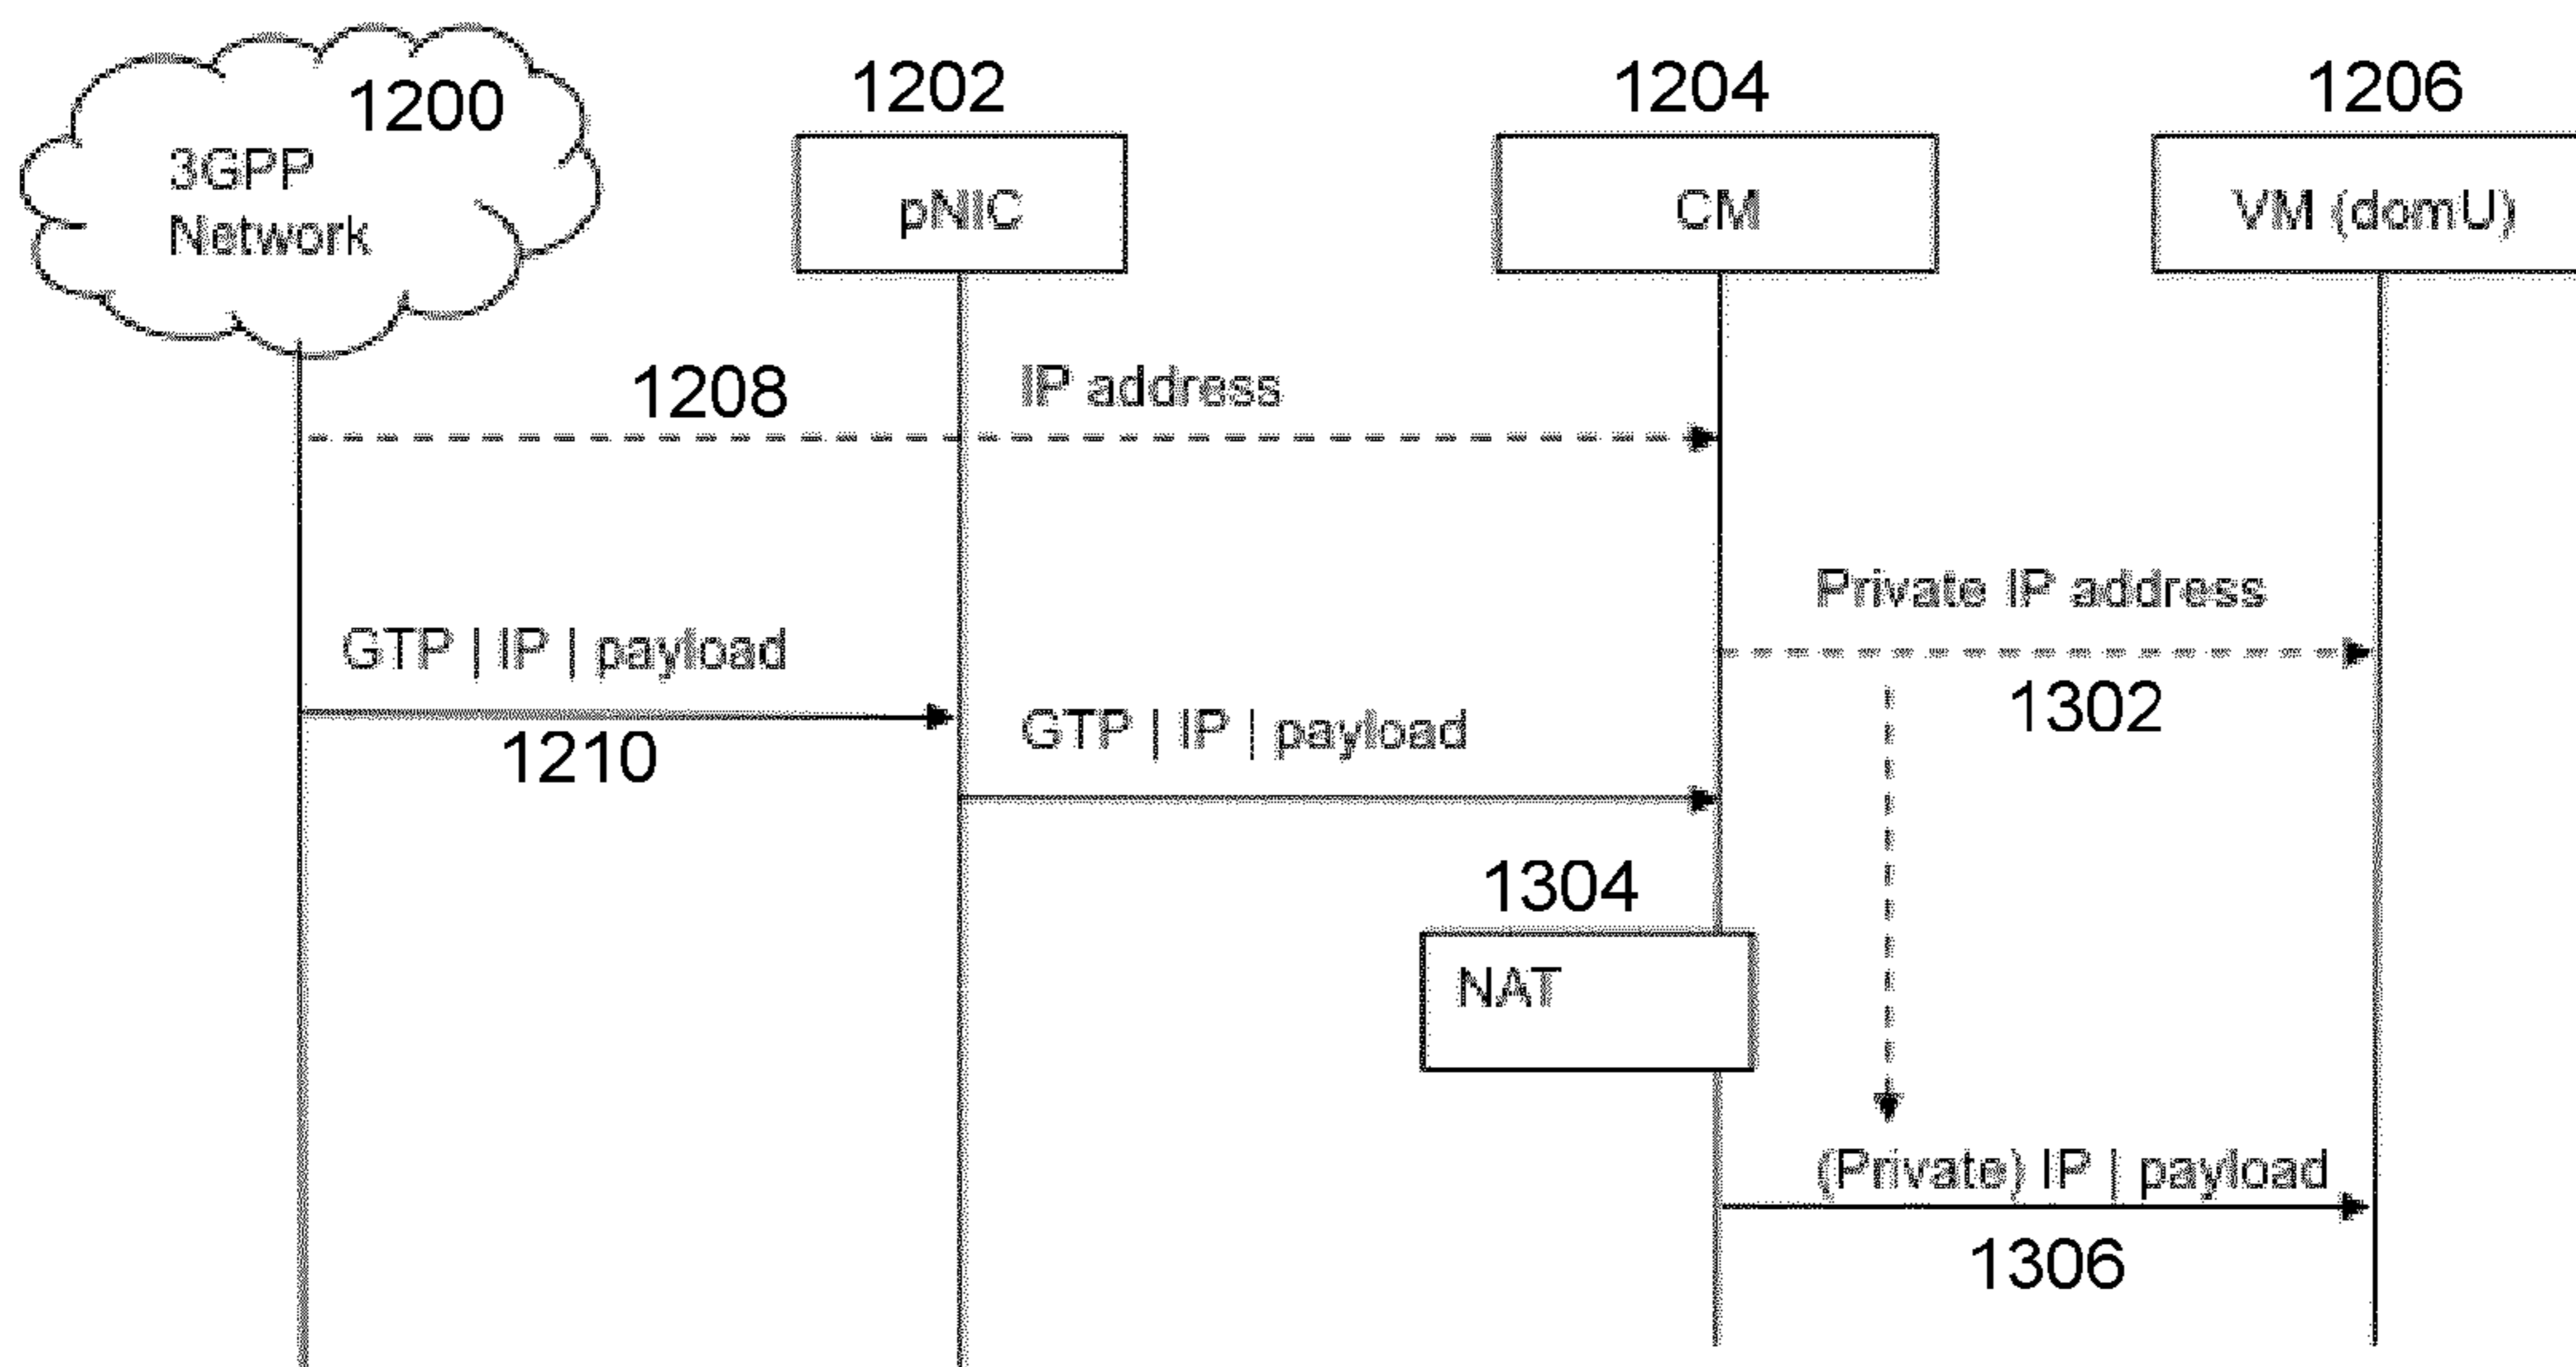 1200
3GPP
Network
1202
pNIC
1204
CM
1206
VM (domU)
1208
IP address
Private IP address
1302
GTP | IP | payload
1210
GTP | IP | payload
1304
NAT
(Private) IP | payload
1306